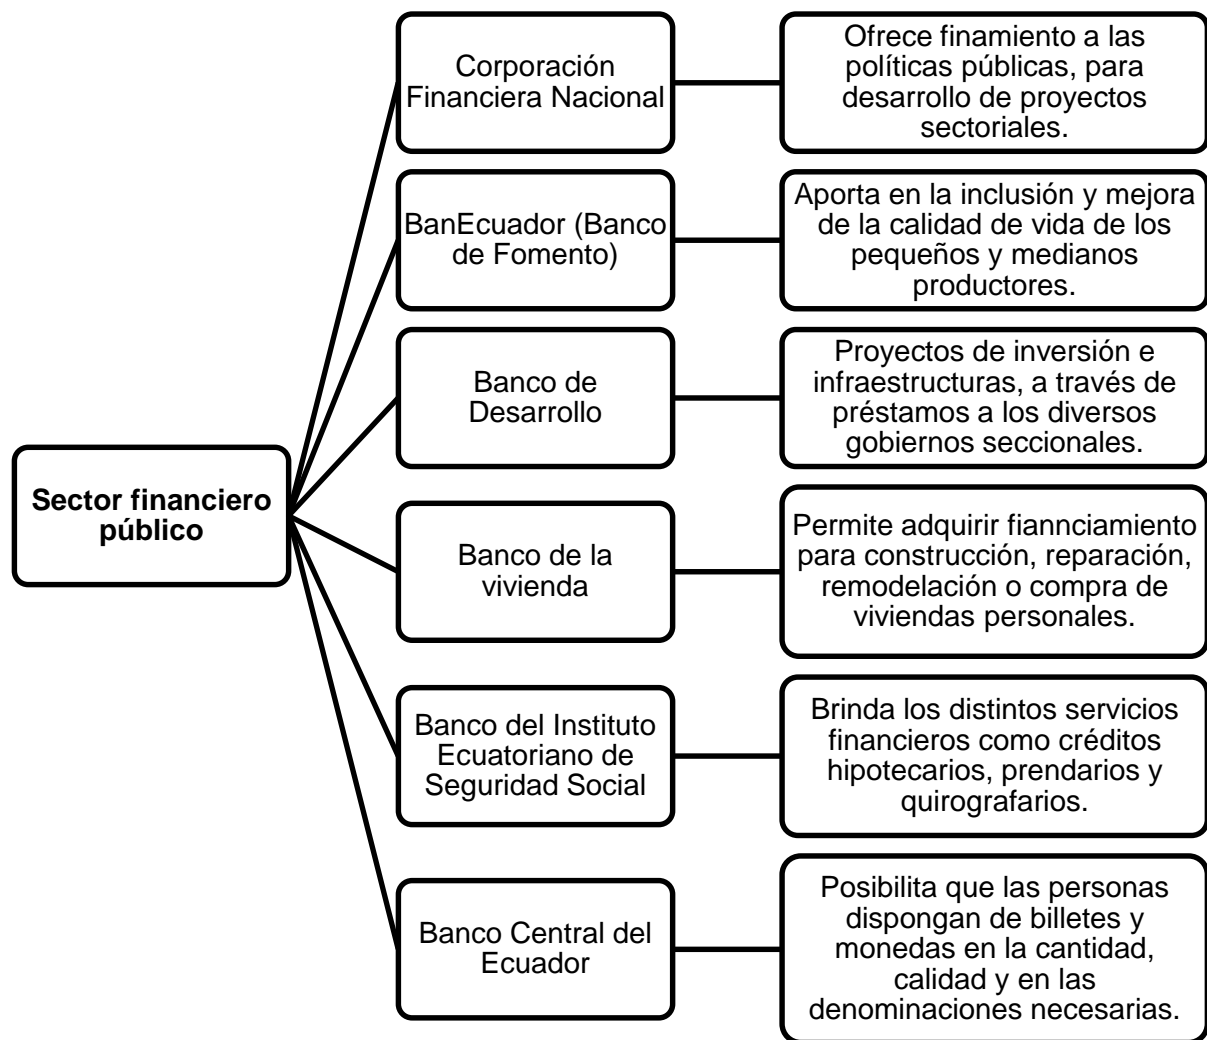 Sector financiero
público
Corporación
Financiera Nacional
Ofrece finamiento a las
políticas públicas, para
desarrollo de proyectos
sectoriales.
BanEcuador (Banco
de Fomento)
Aporta en la inclusión y mejora
de la calidad de vida de los
pequeños y medianos
productores.
Banco de
Desarrollo
Proyectos de inversión e
infraestructuras, a través de
préstamos a los diversos
gobiernos seccionales.
Banco de la
vivienda
Permite adquirir fiannciamiento
para construcción, reparación,
remodelación o compra de
viviendas personales.
Banco del Instituto
Ecuatoriano de
Seguridad Social
Brinda los distintos servicios
financieros como créditos
hipotecarios, prendarios y
quirografarios.
Banco Central del
Ecuador
Posibilita que las personas
dispongan de billetes y
monedas en la cantidad,
calidad y en las
denominaciones necesarias.